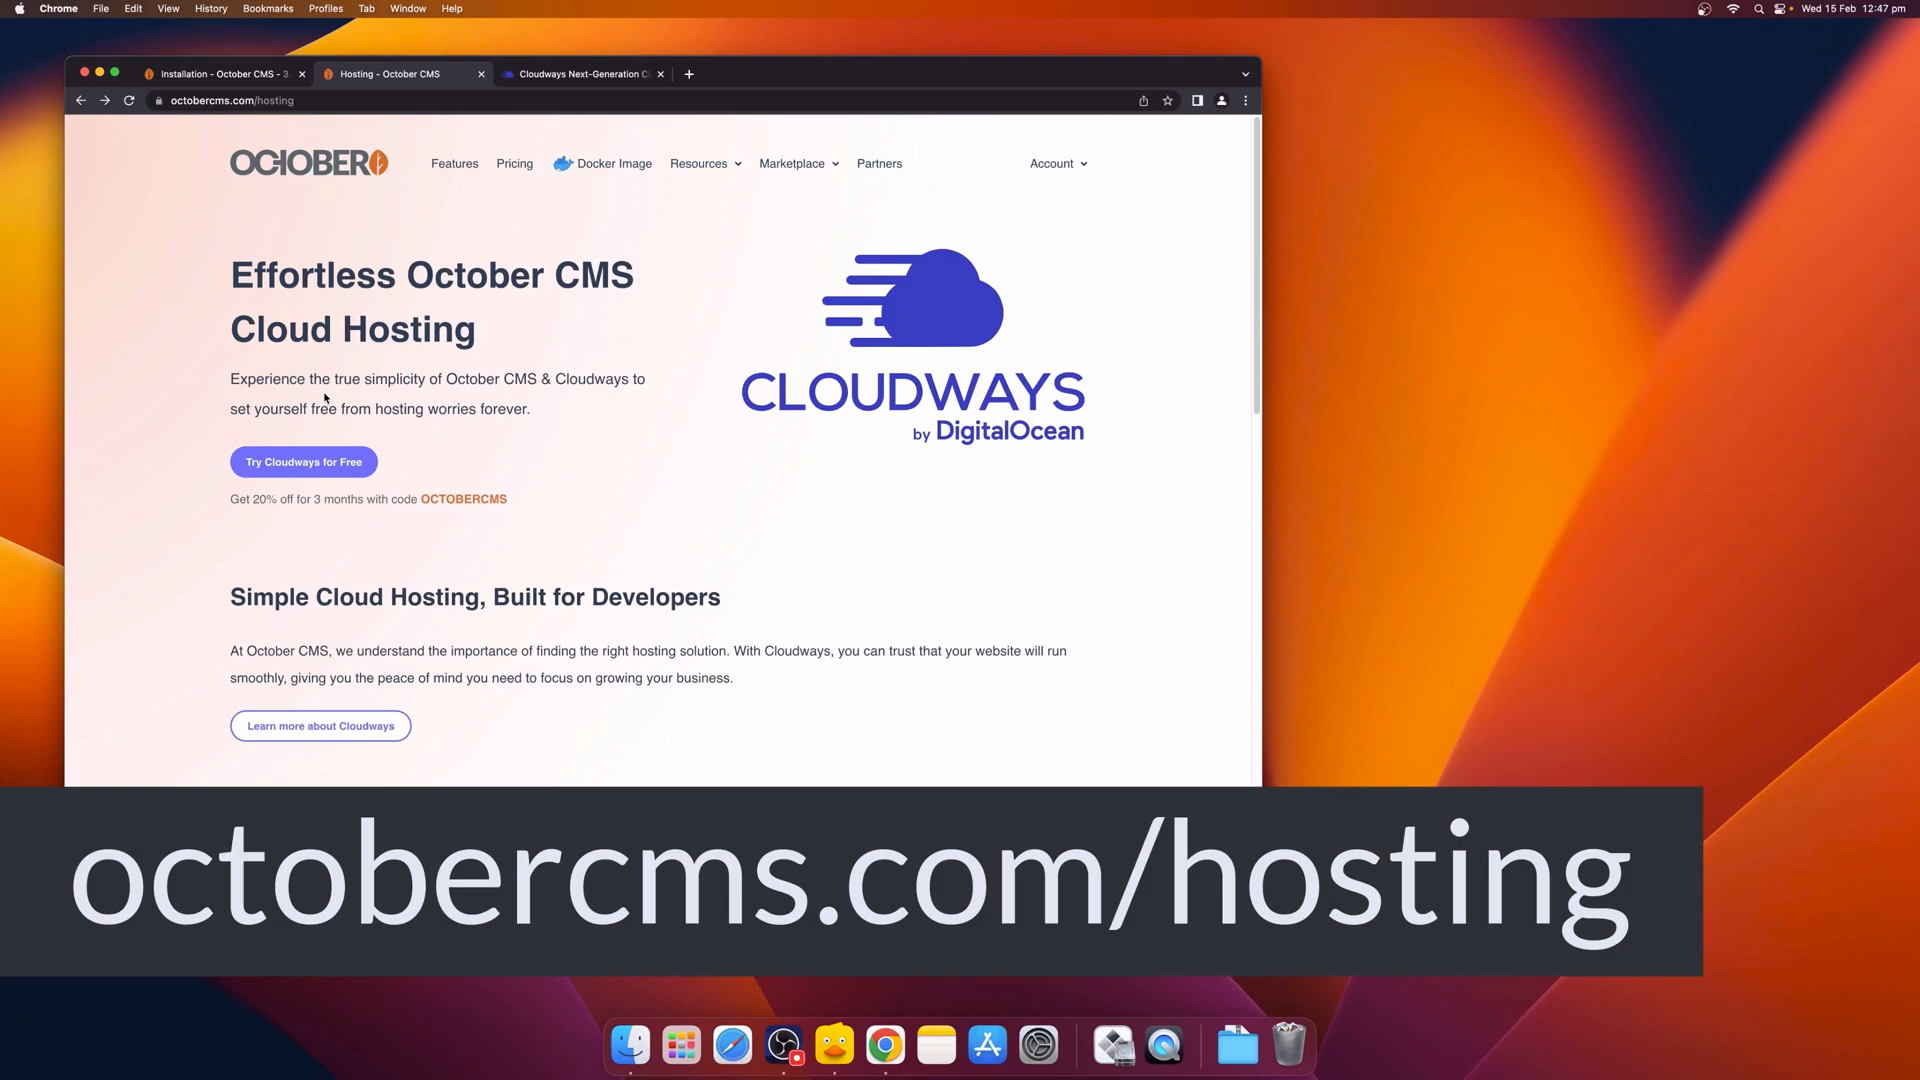 Chrome File Edit View History Bookmarks Profiles Tab Window Help
Wed 15 Feb 12:47 pm
Installation - October CMS - 3.
Hosting - October CMS
Cloudways Next-Generation C
octobercms.com/hosting
OCTOBER
Features Pricing Docker Image Resources Marketplace Partners Account
Effortless October CMS
Cloud Hosting
Experience the true simplicity of October CMS & Cloudways to
set yourself free from hosting worries forever.
Try Cloudways for Free
Get 20% off for 3 months with code OCTOBERCMS
CLOUDWAYS
by DigitalOcean
Simple Cloud Hosting, Built for Developers
At October CMS, we understand the importance of finding the right hosting solution. With Cloudways, you can trust that your website will run
smoothly, giving you the peace of mind you need to focus on growing your business.
Learn more about Cloudways
octobercms.com/hosting